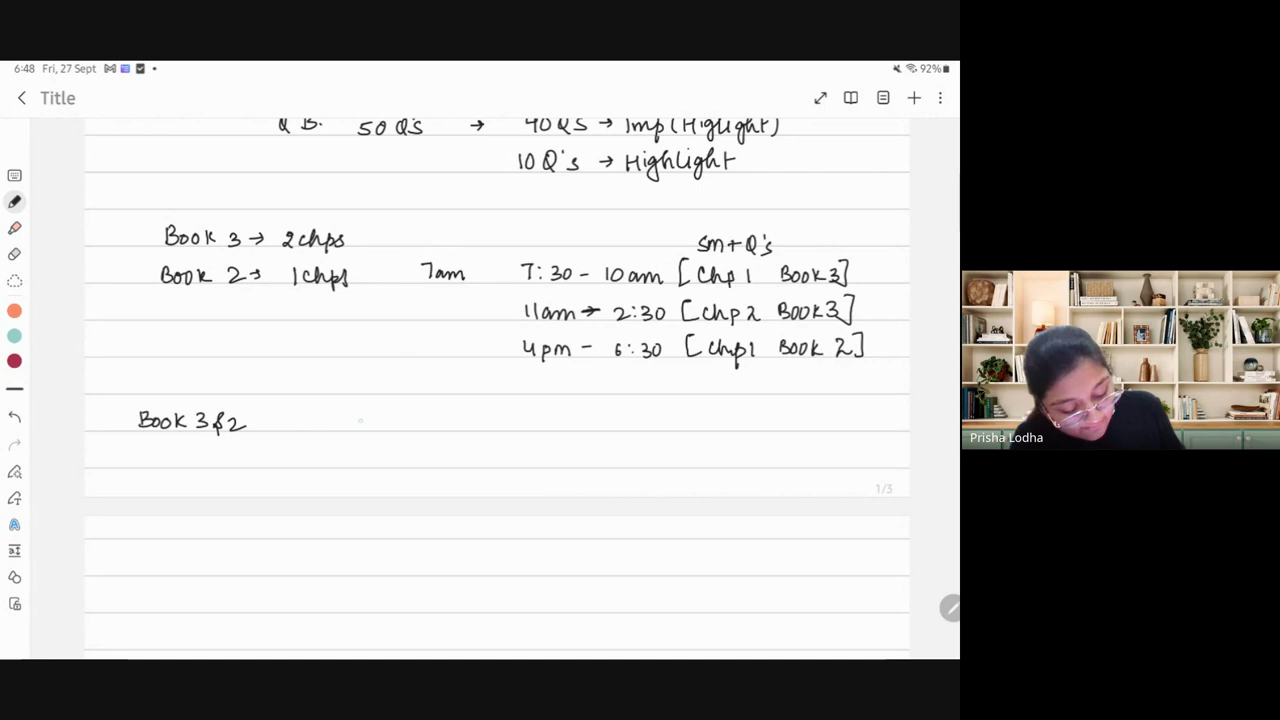 6:48 Fri, 27 Sept
92%
Title
Q B. 50 Q's → 40 Qs → Imp (Highlight)
10 Q's → Highlight
Book 3 → 2 chps
Sm + Q's
Book 2 → 1 chps 7am 7:30 - 10 am [Chp 1 Book 3]
11am → 2:30 [Chp 2 Book 3]
4 pm - 6:30 [Chp 1 Book 2]
Book 3 & 2
1/3
Prisha Lodha